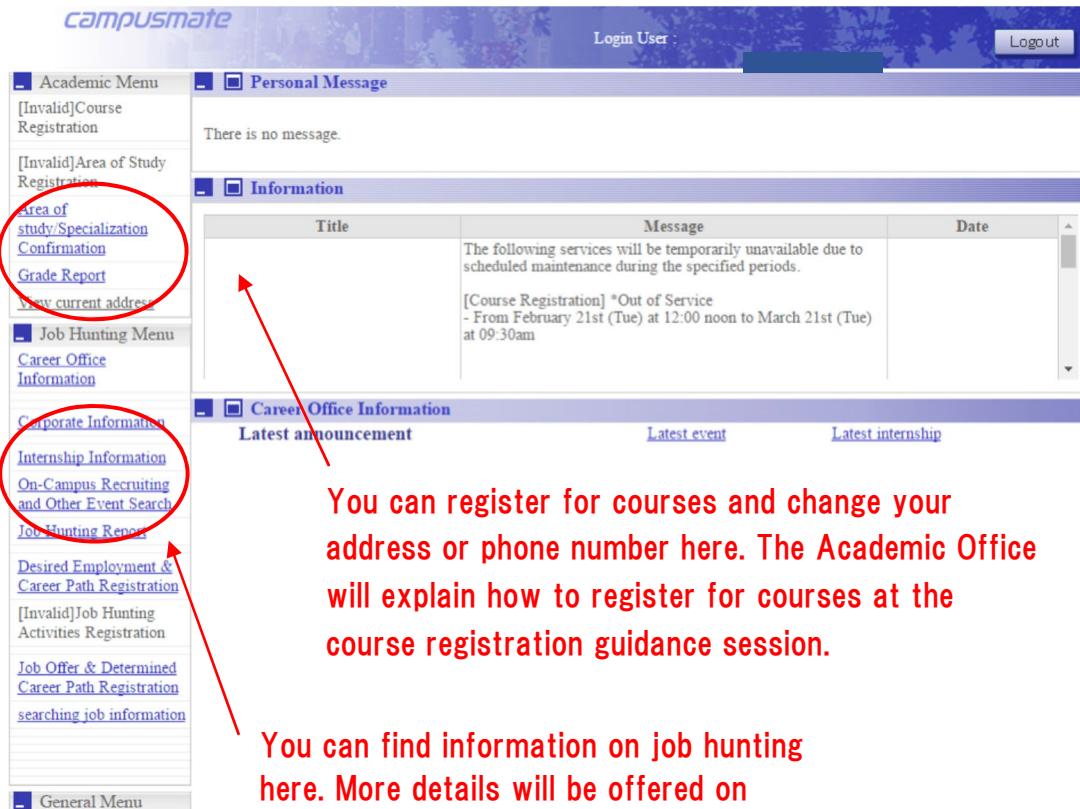 campusmate
Login User :
Logout
Academic Menu
[Invalid]Course
Registration
[Invalid]Area of Study
Registration
Area of
study/Specialization
Confirmation
Grade Report
View current address
Job Hunting Menu
Career Office
Information
Corporate Information
Internship Information
On-Campus Recruiting
and Other Event Search
Job Hunting Report
Desired Employment &
Career Path Registration
[Invalid]Job Hunting
Activities Registration
Job Offer & Determined
Career Path Registration
searching job information
General Menu
Personal Message
There is no message.
Information
Title Message Date
The following services will be temporarily unavailable due to
scheduled maintenance during the specified periods.
[Course Registration] *Out of Service
- From February 21st (Tue) at 12:00 noon to March 21st (Tue)
at 09:30am
Career Office Information
Latest announcement Latest event Latest internship
You can register for courses and change your
address or phone number here. The Academic Office
will explain how to register for courses at the
course registration guidance session.
You can find information on job hunting
here. More details will be offered on